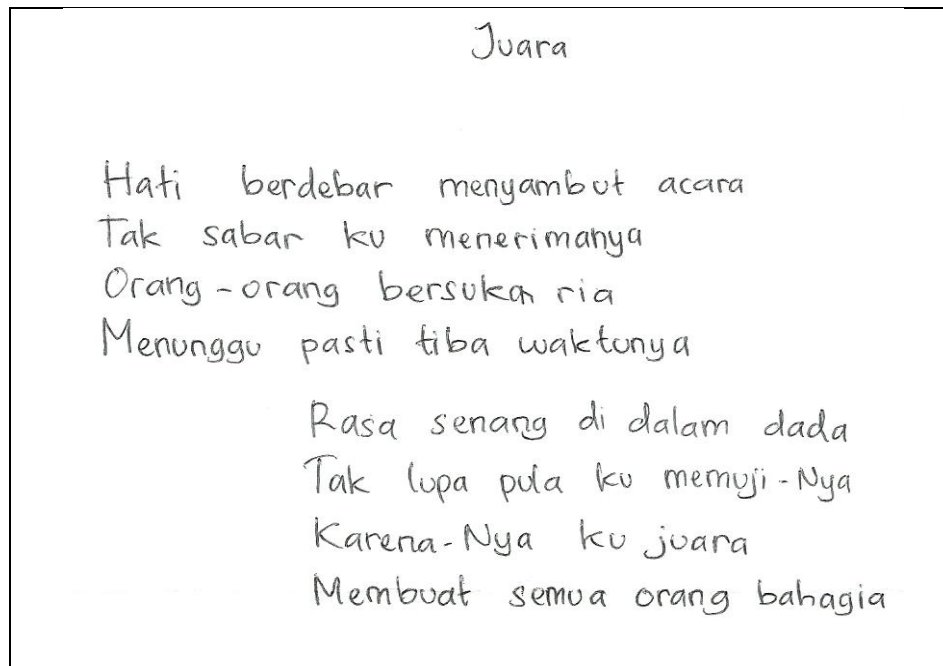 Juara
Hati berdebar menyambut acara
Tak sabar ku menerimanya
Orang-orang bersuka ria
Menunggu pasti tiba waktunya
Rasa senang di dalam dada
Tak lupa pula ku memuji-Nya
Karena-Nya ku juara
Membuat semua orang bahagia